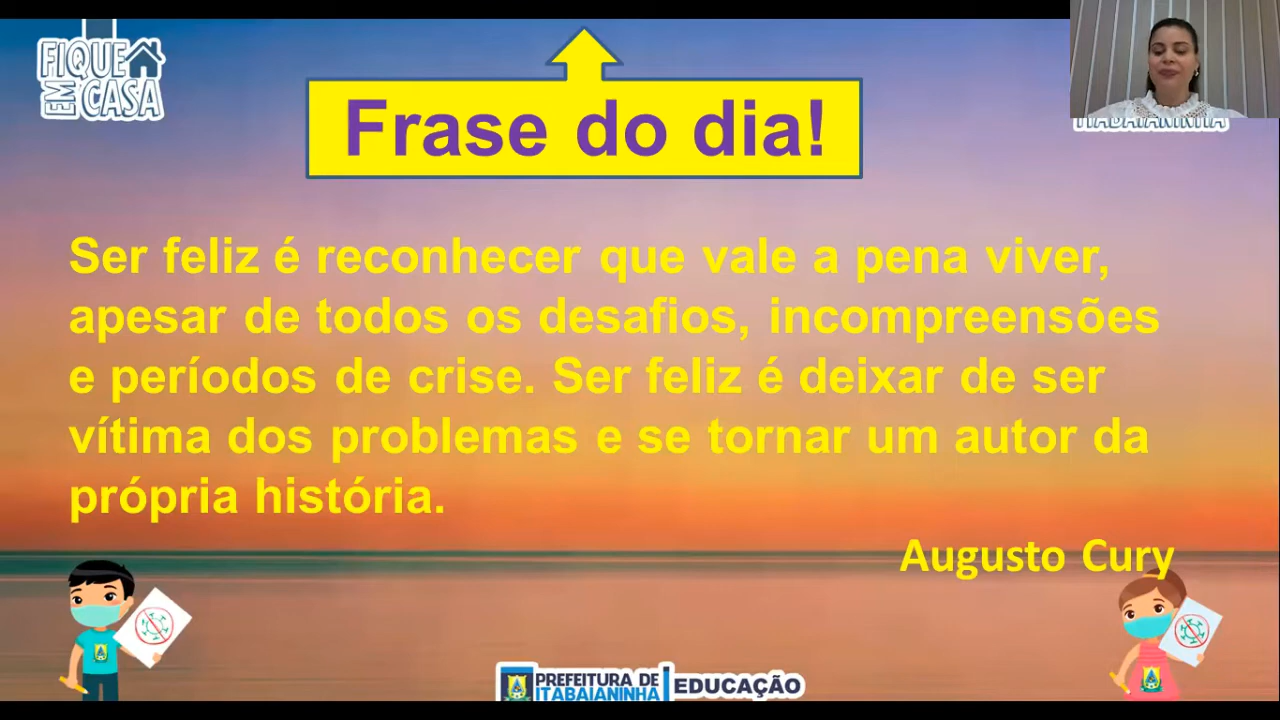 FIQUE
EM CASA
ITABAIANINHA
Frase do dia!
Ser feliz é reconhecer que vale a pena viver,
apesar de todos os desafios, incompreensões
e períodos de crise. Ser feliz é deixar de ser
vítima dos problemas e se tornar um autor da
própria história.
Augusto Cury
PREFEITURA DE
ITABAIANINHA
EDUCAÇÃO